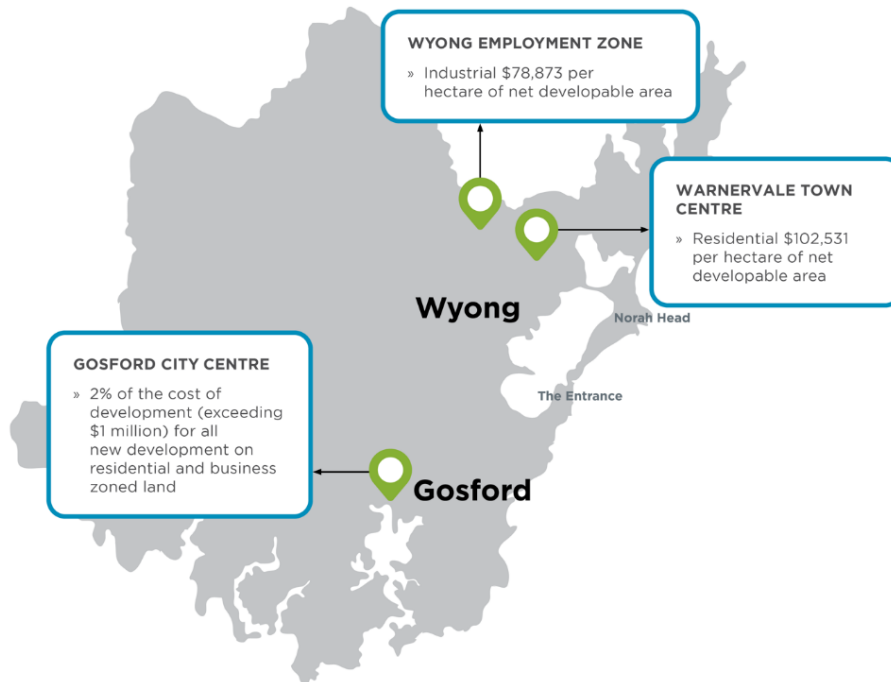 WYONG EMPLOYMENT ZONE
» Industrial $78,873 per
hectare of net developable area
WARNERVALE TOWN
CENTRE
» Residential $102,531
per hectare of net
developable area
Wyong
Norah Head
GOSFORD CITY CENTRE
» 2% of the cost of
development (exceeding
$1 million) for all
new development on
residential and business
zoned land
The Entrance
Gosford